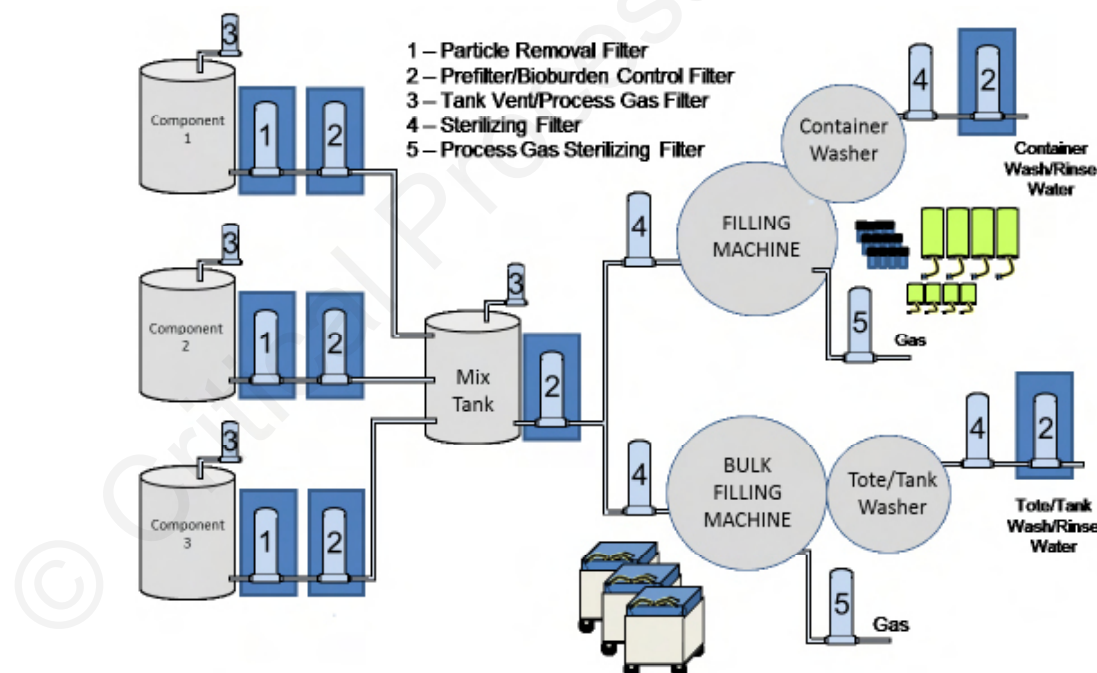 3
Component
1
1
2
1 – Particle Removal Filter
2 – Prefilter/Bioburden Control Filter
3 – Tank Vent/Process Gas Filter
4 – Sterilizing Filter
5 – Process Gas Sterilizing Filter
4
2
Container
Washer
Container
Wash/Rinse
Water
3
Component
2
1
2
3
Mix
Tank
2
4
FILLING
MACHINE
5
Gas
3
Component
3
1
2
4
BULK
FILLING
MACHINE
Tote/Tank
Washer
4
2
Tote/Tank
Wash/Rinse
Water
5
Gas
© Critical Process